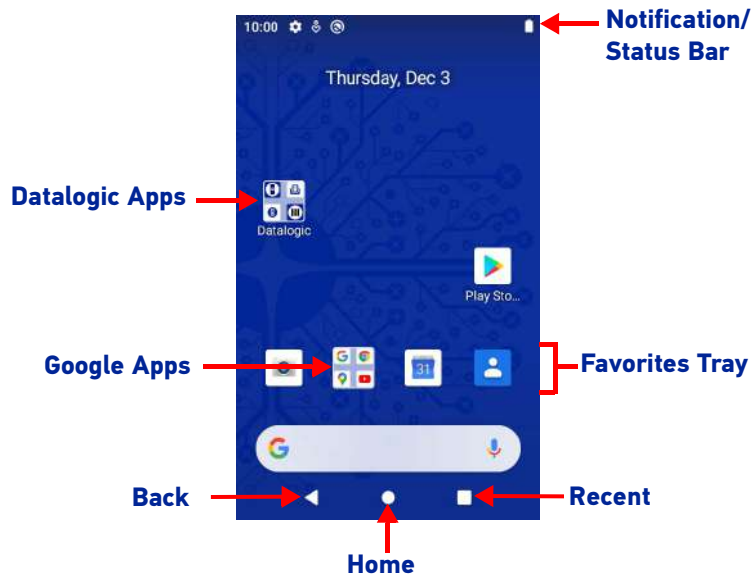 10:00
Notification/
Status Bar
Thursday, Dec 3
Datalogic Apps
Datalogic
Play Sto...
Google Apps
31
Favorites Tray
G
Back
Recent
Home